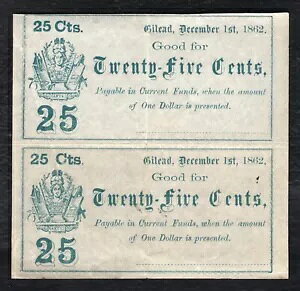 25 Cts.
Gilead, December 1st, 1862.
Good for
Twenty-Five Cents,
Payable in Current Funds, when the amount
of One Dollar is presented.
25
25 Cts.
Gilead, December 1st, 1862,
Good for
Twenty-Five Cents,
Payable in Current Funds, when the amount
of One Dollar is presented.
25